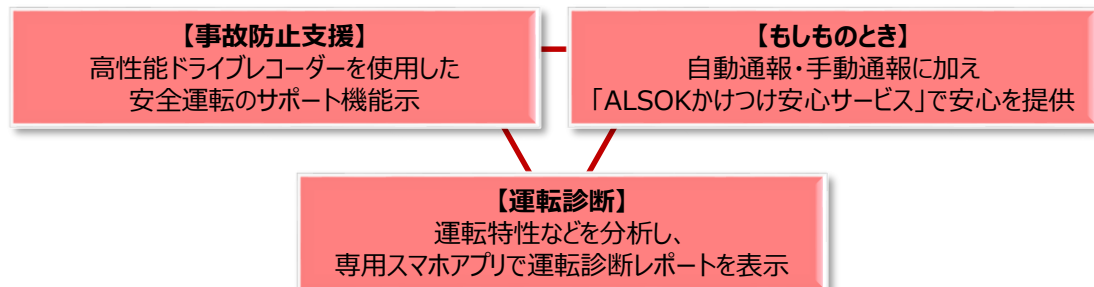 【事故防止支援】
高性能ドライブレコーダーを使用した
安全運転のサポート機能示
【もしものとき】
自動通報・手動通報に加え
「ALSOKかけつけ安心サービス」で安心を提供
【運転診断】
運転特性などを分析し、
専用スマホアプリで運転診断レポートを表示